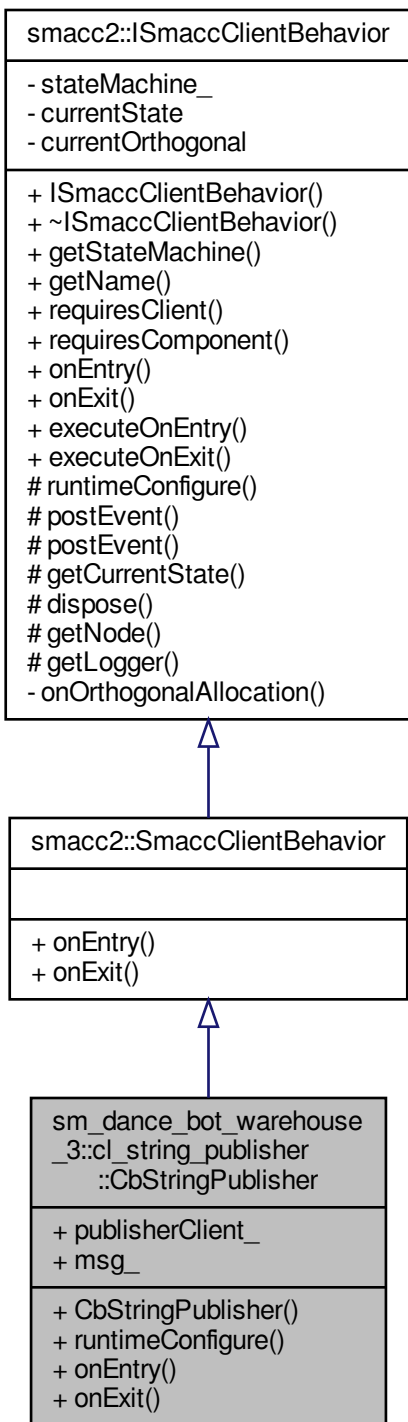 smacc2::ISmaccClientBehavior
- stateMachine_
- currentState
- currentOrthogonal
+ ISmaccClientBehavior()
+ ~ISmaccClientBehavior()
+ getStateMachine()
+ getName()
+ requiresClient()
+ requiresComponent()
+ onEntry()
+ onExit()
+ executeOnEntry()
+ executeOnExit()
# runtimeConfigure()
# postEvent()
# postEvent()
# getCurrentState()
# dispose()
# getNode()
# getLogger()
- onOrthogonalAllocation()
smacc2::SmaccClientBehavior
+ onEntry()
+ onExit()
sm_dance_bot_warehouse
_3::cl_string_publisher
::CbStringPublisher
+ publisherClient_
+ msg_
+ CbStringPublisher()
+ runtimeConfigure()
+ onEntry()
+ onExit()